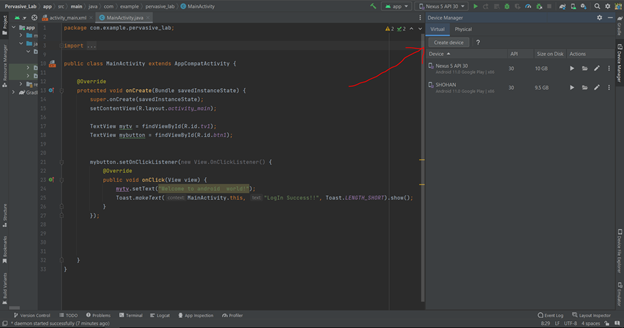 Pervasive_Lab
app
src
main
java
com
example
pervasive_lab
MainActivity
app
Nexus 5 API 30
app
activity_main.xml
MainActivity.java
Device Manager
package com.example.pervasive_lab;
2
2
Virtual
Physical
import ...
Create device
?
Device
API
Size on Disk
Actions
public class MainActivity extends AppCompatActivity {
Nexus 5 API 30
Android 11.0 Google Play | x86
30
10 GB
@Override
SHOHAN
Android 11.0 Google Play | x86
30
9.3 GB
protected void onCreate(Bundle savedInstanceState) {
super.onCreate(savedInstanceState);
setContentView(R.layout.activity_main);
TextView mytv = findViewById(R.id.tv1);
TextView mybutton = findViewById(R.id.btn1);
mybutton.setOnClickListener(new View.OnClickListener() {
@Override
public void onClick(View view) {
Toast.makeText( context: MainActivity.this, text: "LogIn Success!!", Toast.LENGTH_SHORT).show();
}
});
}
}
Project
Resource Manager
Structure
Bookmarks
Build Variants
Gradle
Device Manager
Device File Explorer
Emulator
Version Control
TODO
Problems
Terminal
Logcat
App Inspection
Profiler
Event Log
Layout Inspector
* daemon started successfully (7 minutes ago)
8:29
LF
UTF-8
4 spaces